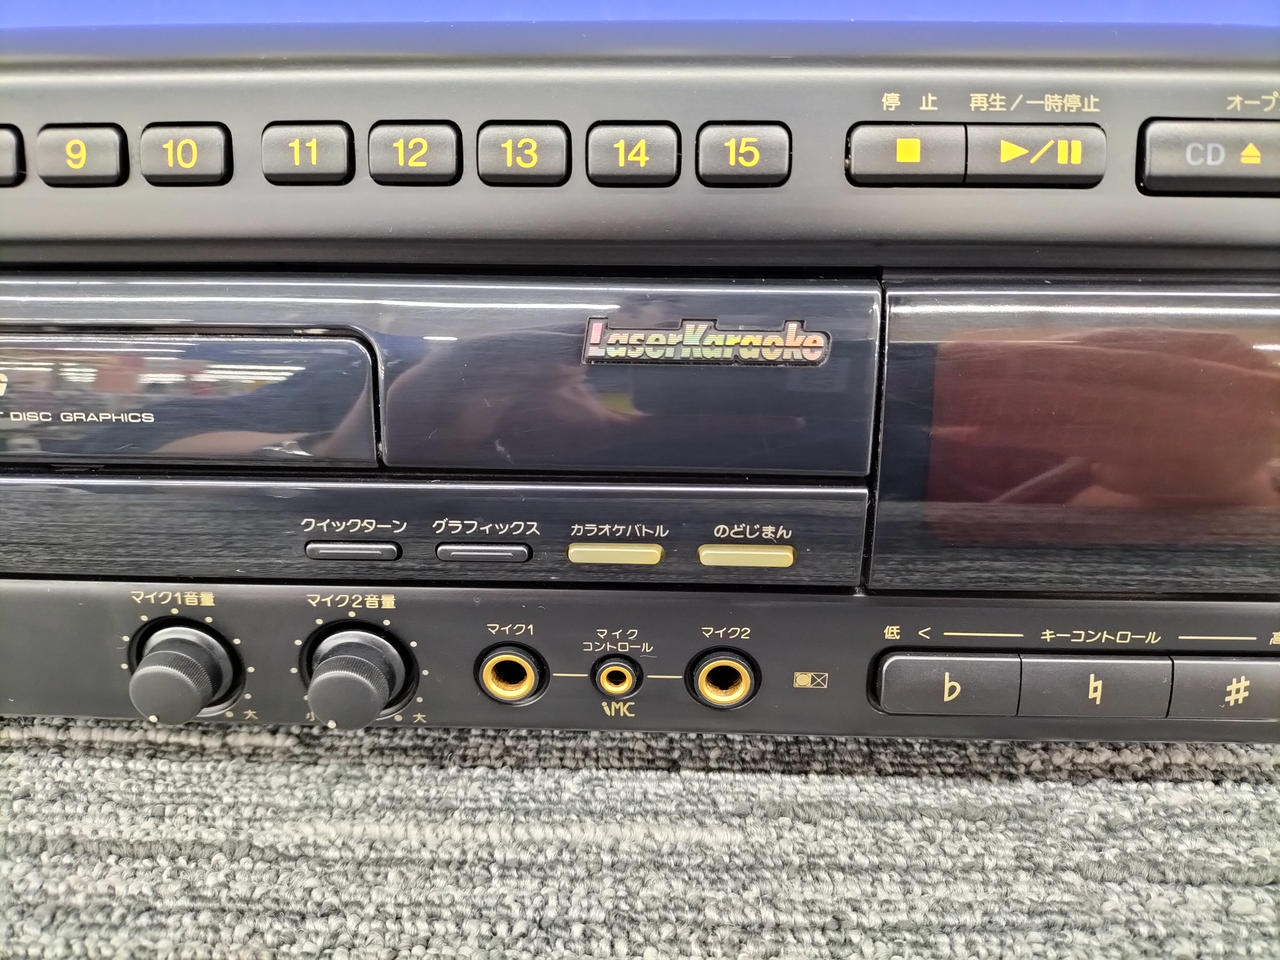 停止 再生/一時停止 オープ
9 10 11 12 13 14 15 CD
LaserKaraoke
DISC GRAPHICS
クイックターン グラフィックス カラオケバトル のどじまん
マイク1音量 マイク2音量
マイク1 マイクコントロール マイク2
低 < キーコントロール 高
♭ ♮ ♯
iMC
大 小 大